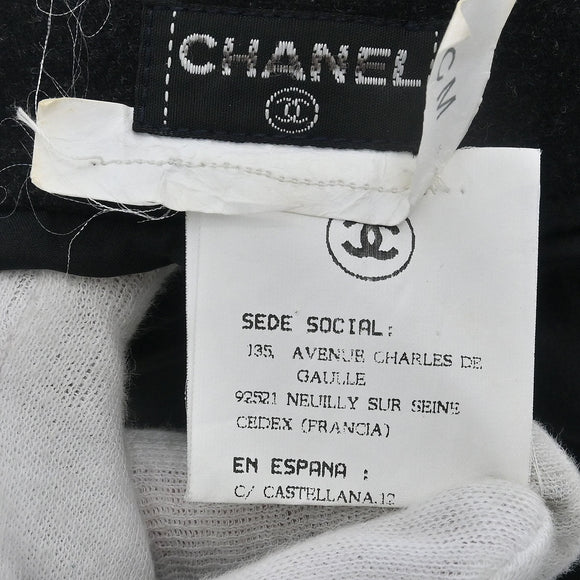 CHANEL
CM
SEDE SOCIAL:
135, AVENUE CHARLES DE
GAULLE
92521 NEUILLY SUR SEINE
CEDEX (FRANCIA)
EN ESPANA :
C/ CASTELLANA,12